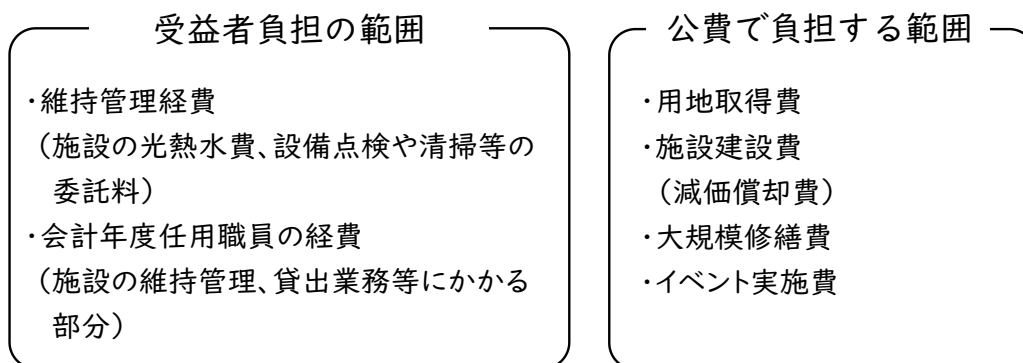 受益者負担の範囲
・維持管理経費
（施設の光熱水費、設備点検や清掃等の
委託料）
・会計年度任用職員の経費
（施設の維持管理、貸出業務等にかかる
部分）
公費で負担する範囲
・用地取得費
・施設建設費
（減価償却費）
・大規模修繕費
・イベント実施費